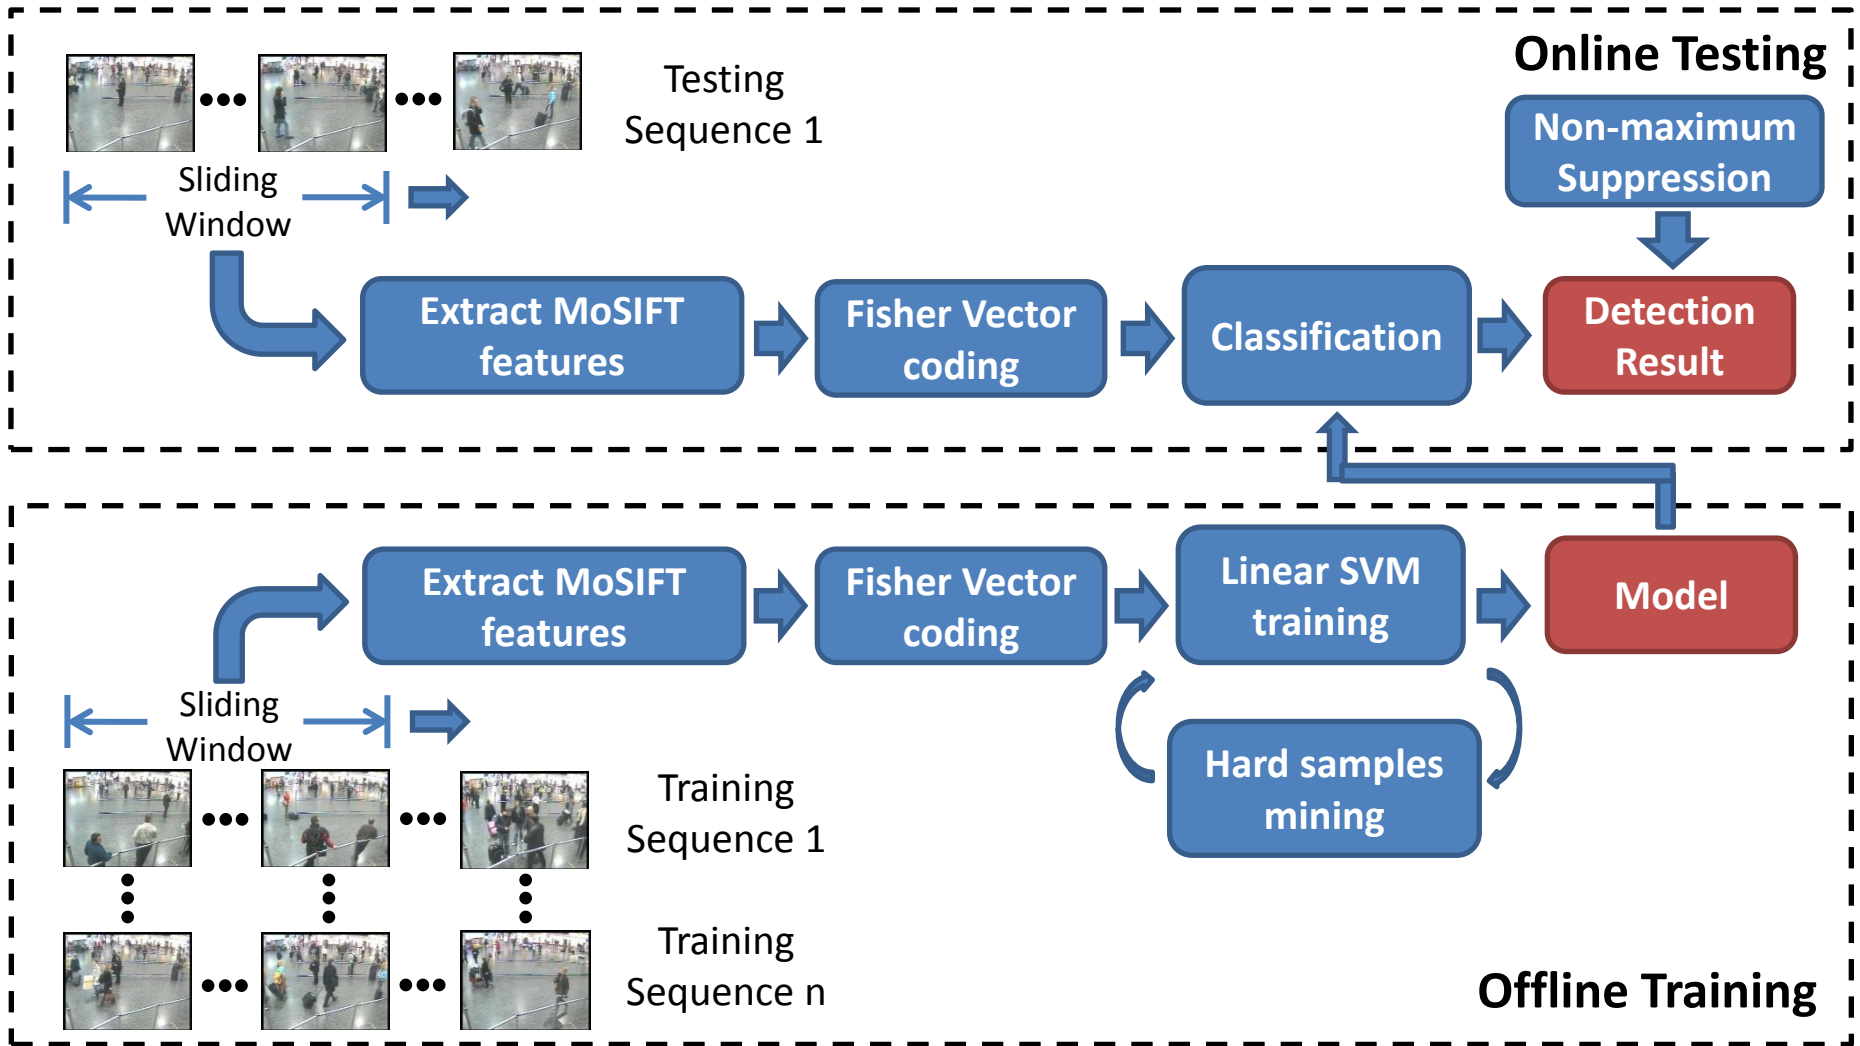 Online Testing
Testing
Sequence 1
Sliding
Window
Non-maximum
Suppression
Extract MoSIFT
features
Fisher Vector
coding
Classification
Detection
Result
Extract MoSIFT
features
Fisher Vector
coding
Linear SVM
training
Model
Sliding
Window
Hard samples
mining
Training
Sequence 1
Training
Sequence n
Offline Training